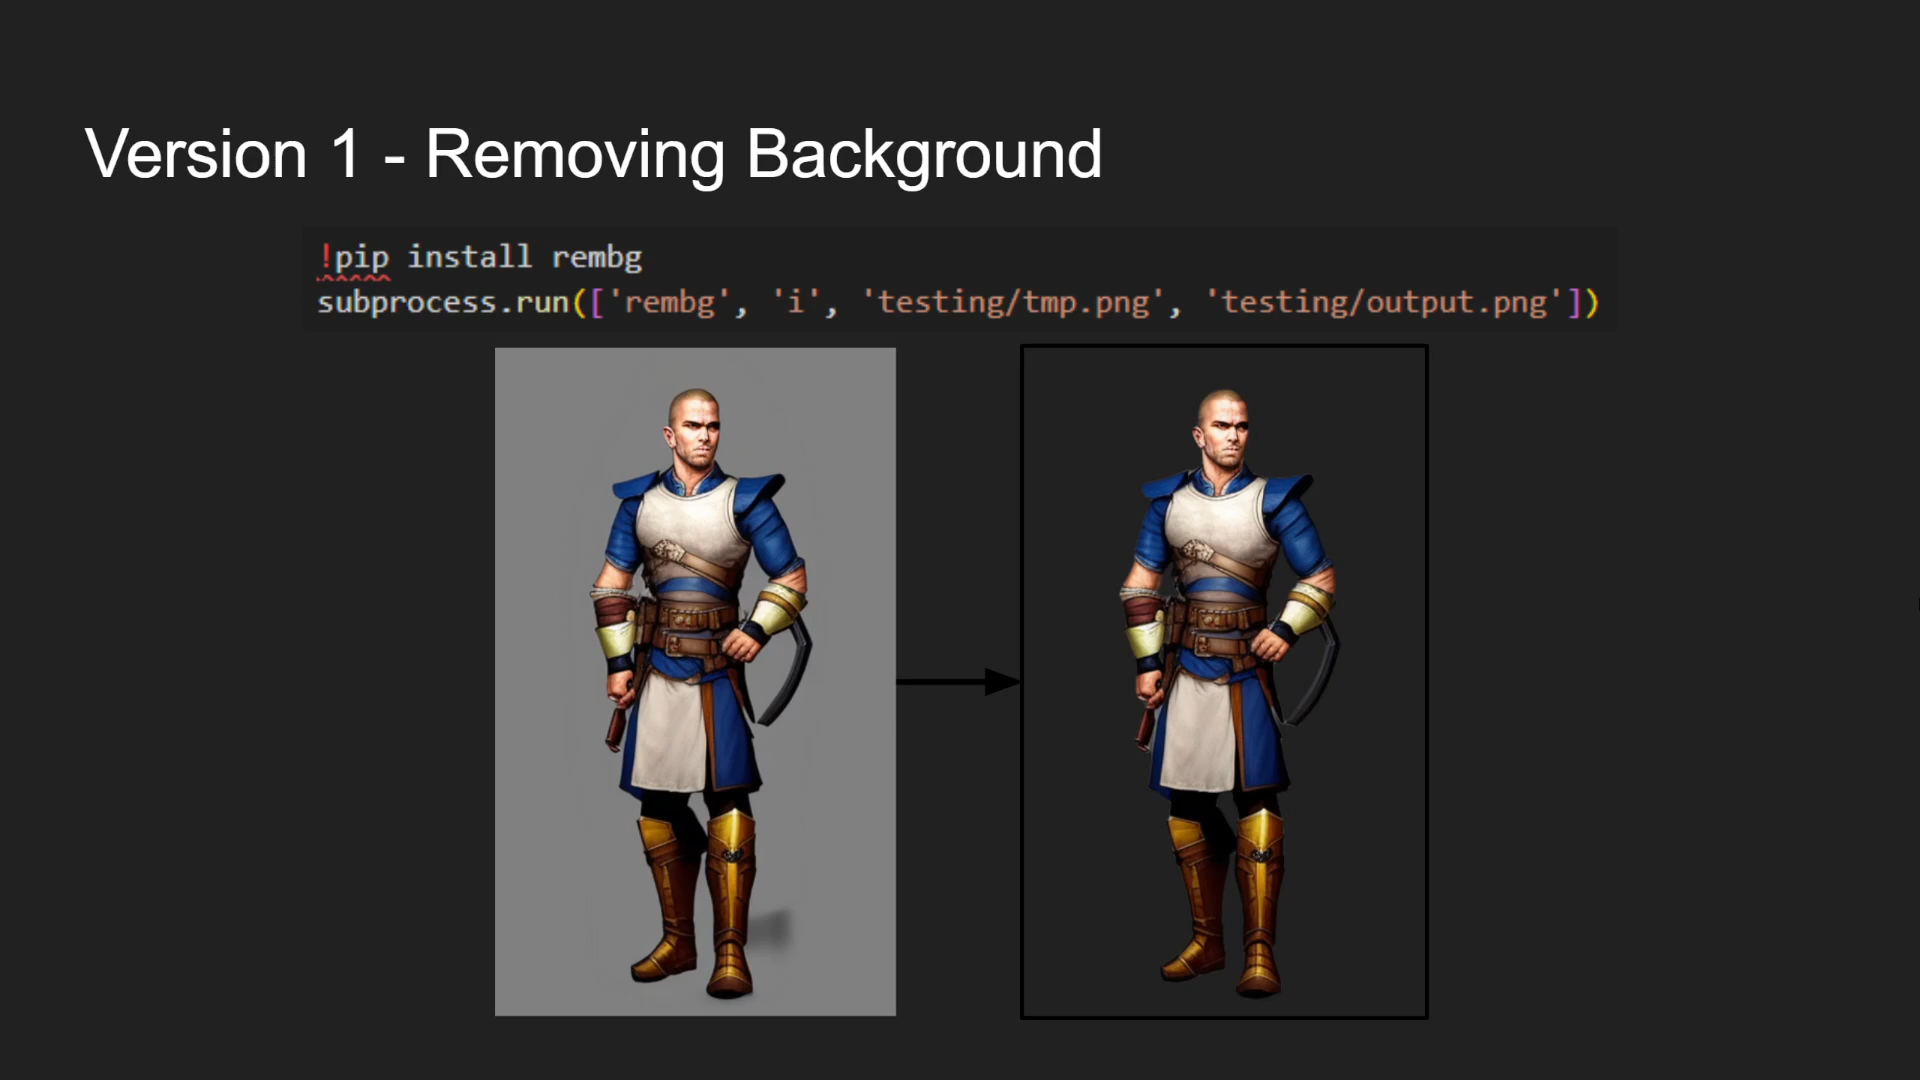 Version 1 - Removing Background
!pip install rembg
subprocess.run(['rembg', 'i', 'testing/tmp.png', 'testing/output.png'])